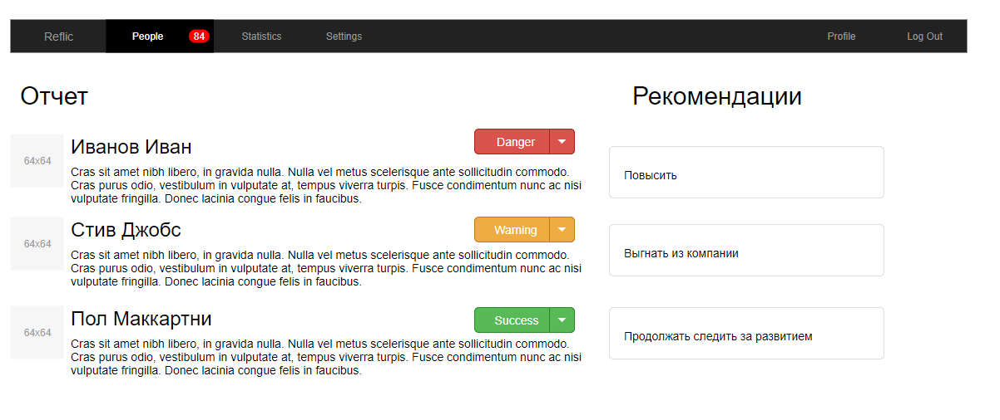 Reflic People 84 Statistics Settings Profile Log Out
Отчет
Рекомендации
64x64
Иванов Иван
Danger
Cras sit amet nibh libero, in gravida nulla. Nulla vel metus scelerisque ante sollicitudin commodo.
Cras purus odio, vestibulum in vulputate at, tempus viverra turpis. Fusce condimentum nunc ac nisi
vulputate fringilla. Donec lacinia congue felis in faucibus.
Повысить
64x64
Стив Джобс
Warning
Cras sit amet nibh libero, in gravida nulla. Nulla vel metus scelerisque ante sollicitudin commodo.
Cras purus odio, vestibulum in vulputate at, tempus viverra turpis. Fusce condimentum nunc ac nisi
vulputate fringilla. Donec lacinia congue felis in faucibus.
Выгнать из компании
64x64
Пол Маккартни
Success
Cras sit amet nibh libero, in gravida nulla. Nulla vel metus scelerisque ante sollicitudin commodo.
Cras purus odio, vestibulum in vulputate at, tempus viverra turpis. Fusce condimentum nunc ac nisi
vulputate fringilla. Donec lacinia congue felis in faucibus.
Продолжать следить за развитием